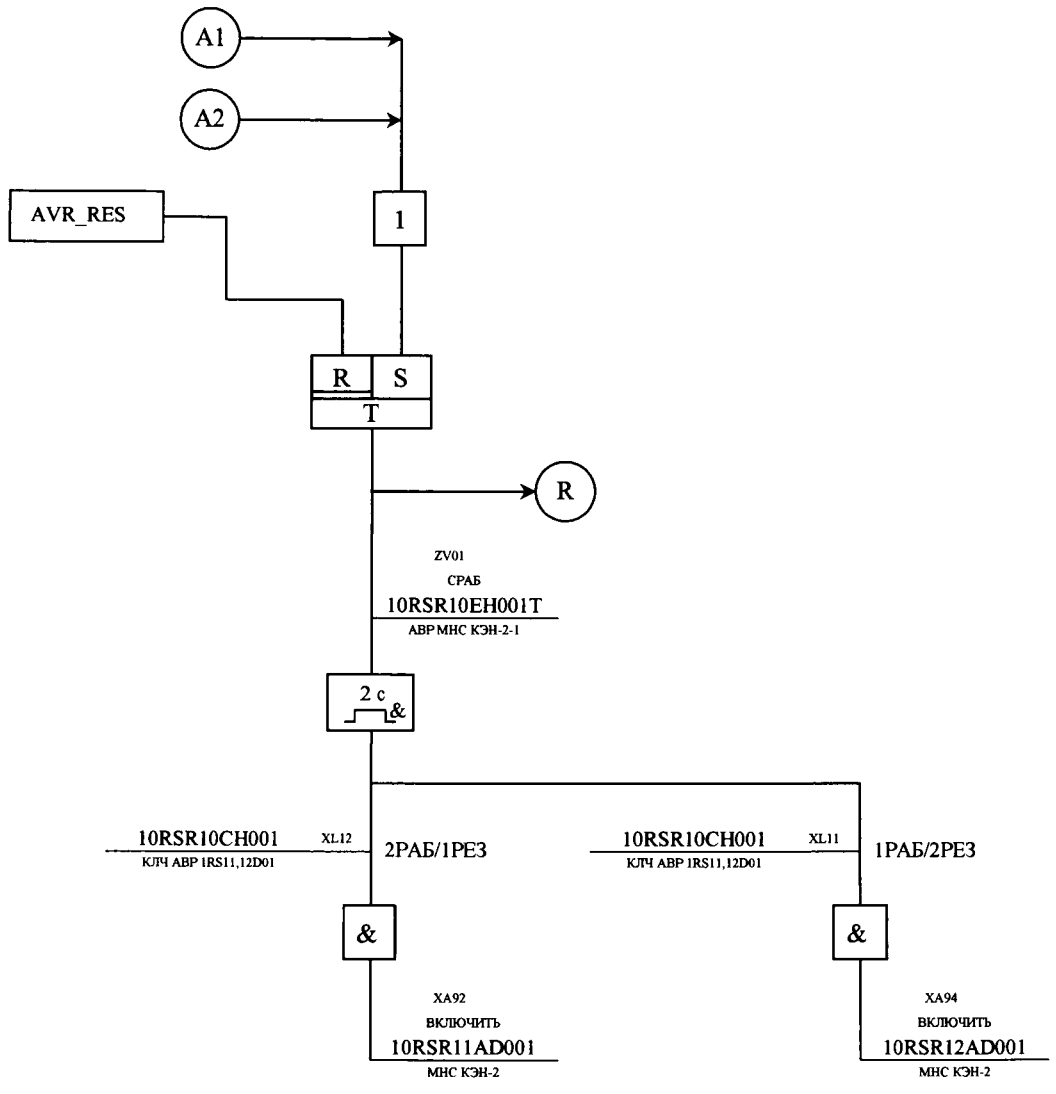 A1
A2
AVR_RES
1
R
S
T
R
ZV01
СРАБ
10RSR10EH001T
АВР МНС КЭН-2-1
2 с
&
10RSR10CH001
XL12
2РАБ/1РЕЗ
КЛЧ АВР 1RS11,12D01
10RSR10CH001
XL11
1РАБ/2РЕЗ
КЛЧ АВР 1RS11,12D01
&
&
XA92
ВКЛЮЧИТЬ
10RSR11AD001
МНС КЭН-2
XA94
ВКЛЮЧИТЬ
10RSR12AD001
МНС КЭН-2